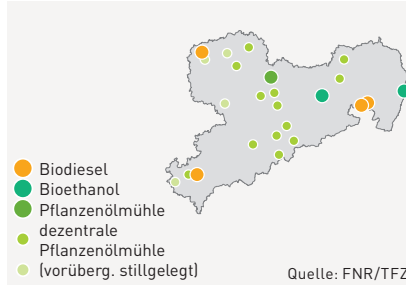 Biodiesel
Bioethanol
Pflanzenölmühle
dezentrale
Pflanzenölmühle
(vorüberg. stillgelegt)
Quelle: FNR/TFZ